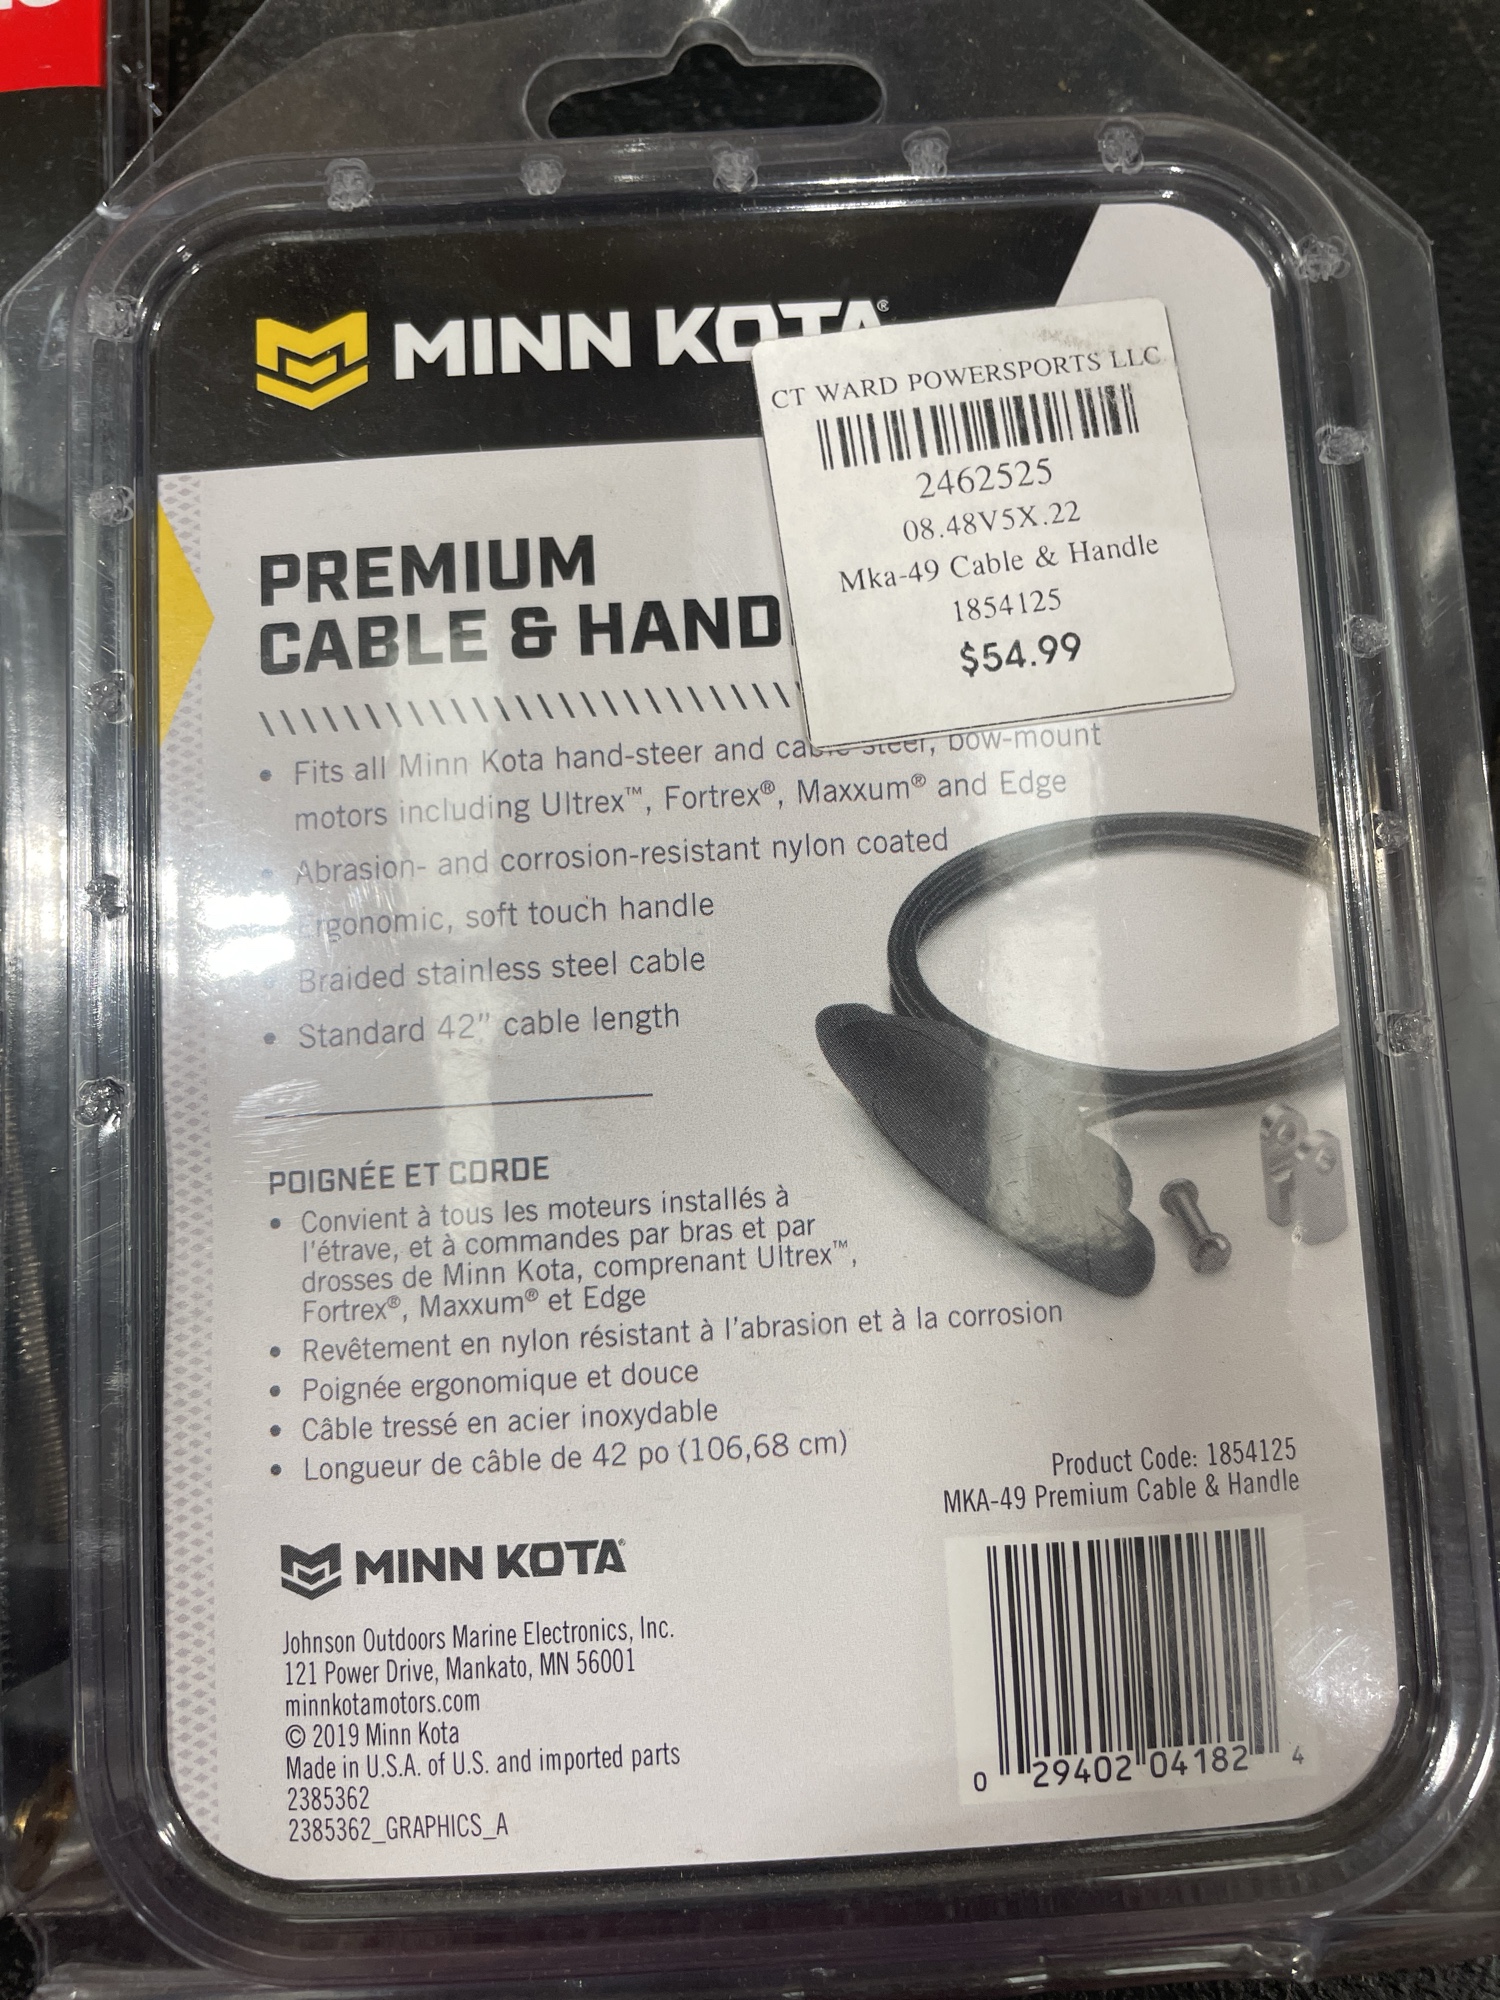 MINN KOTA®
CT WARD POWERSPORTS LLC
2462525
08.48V5X.22
Mka-49 Cable & Handle
1854125
$54.99
PREMIUM
CABLE & HAND
• Fits all Minn Kota hand-steer and cable steer, bow-mount
motors including Ultrex™, Fortrex®, Maxxum® and Edge
• Abrasion- and corrosion-resistant nylon coated
Ergonomic, soft touch handle
• Braided stainless steel cable
• Standard 42" cable length
POIGNÉE ET CORDE
• Convient à tous les moteurs installés à
l'étrave, et à commandes par bras et par
drosses de Minn Kota, comprenant Ultrex™,
Fortrex®, Maxxum® et Edge
• Revêtement en nylon résistant à l'abrasion et à la corrosion
• Poignée ergonomique et douce
• Câble tressé en acier inoxydable
• Longueur de câble de 42 po (106,68 cm)
Product Code: 1854125
MKA-49 Premium Cable & Handle
MINN KOTA®
Johnson Outdoors Marine Electronics, Inc.
121 Power Drive, Mankato, MN 56001
minnkotamotors.com
© 2019 Minn Kota
Made in U.S.A. of U.S. and imported parts
2385362
2385362_GRAPHICS_A
0 29402 04182 4